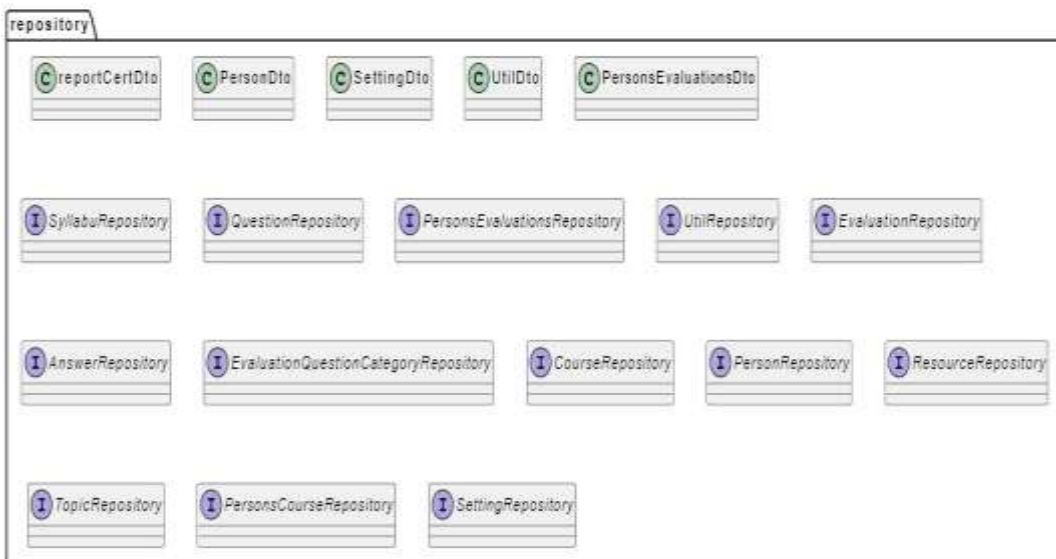 repository
C reportCertDto C PersonDto C SettingDto C UtilDto C PersonsEvaluationsDto
I SyllabuRepository I QuestionRepository I PersonsEvaluationsRepository I UtilRepository I EvaluationRepository
I AnswerRepository I EvaluationQuestionCategoryRepository I CourseRepository I PersonRepository I ResourceRepository
I TopicRepository I PersonsCourseRepository I SettingRepository